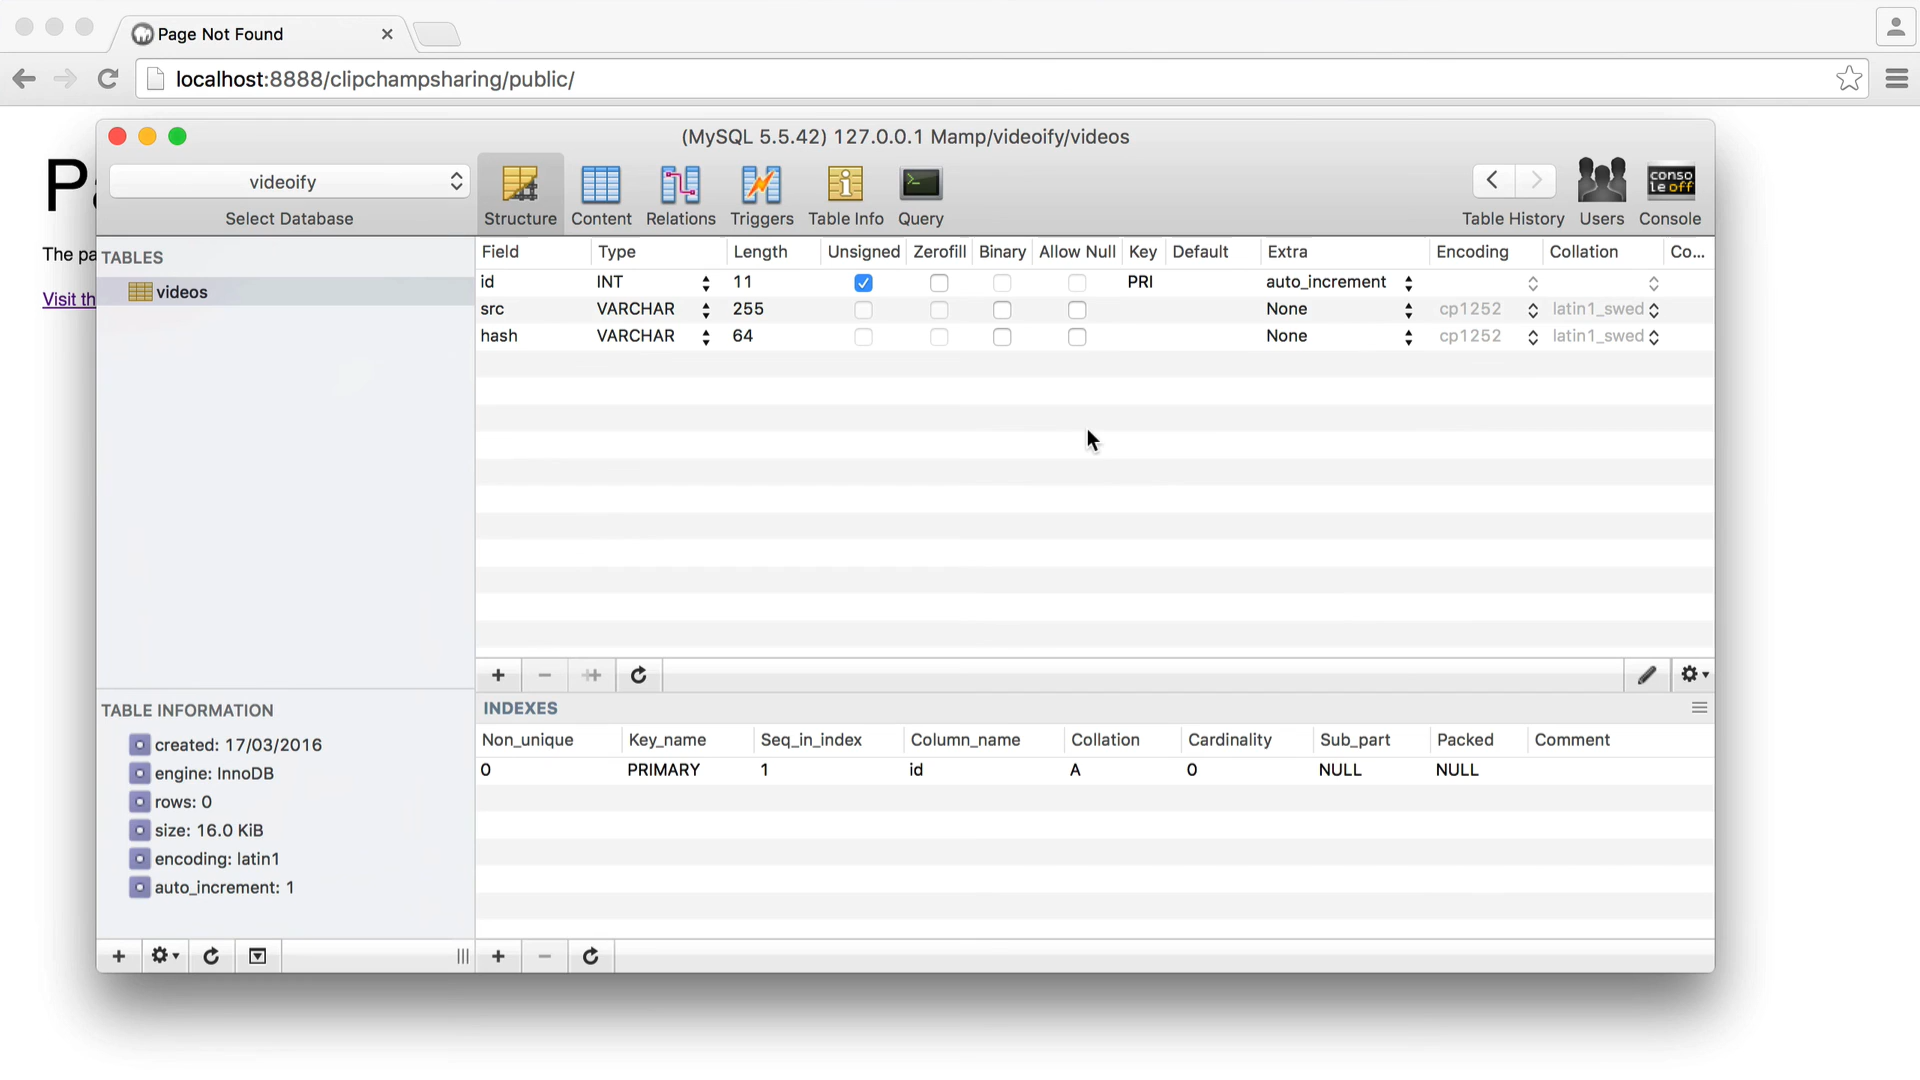 Page Not Found
localhost:8888/clipchampsharing/public/
(MySQL 5.5.42) 127.0.0.1 Mamp/videoify/videos
videoify
Select Database
Structure Content Relations Triggers Table Info Query
conso
le off
Table History Users Console
Pa
The pa
Visit th
TABLES
videos
Field Type Length Unsigned Zerofill Binary Allow Null Key Default Extra Encoding Collation Co...
id INT 11 PRI auto_increment
src VARCHAR 255 None cp1252 latin1_swed
hash VARCHAR 64 None cp1252 latin1_swed
TABLE INFORMATION
created: 17/03/2016
engine: InnoDB
rows: 0
size: 16.0 KiB
encoding: latin1
auto_increment: 1
INDEXES
Non_unique Key_name Seq_in_index Column_name Collation Cardinality Sub_part Packed Comment
0 PRIMARY 1 id A 0 NULL NULL